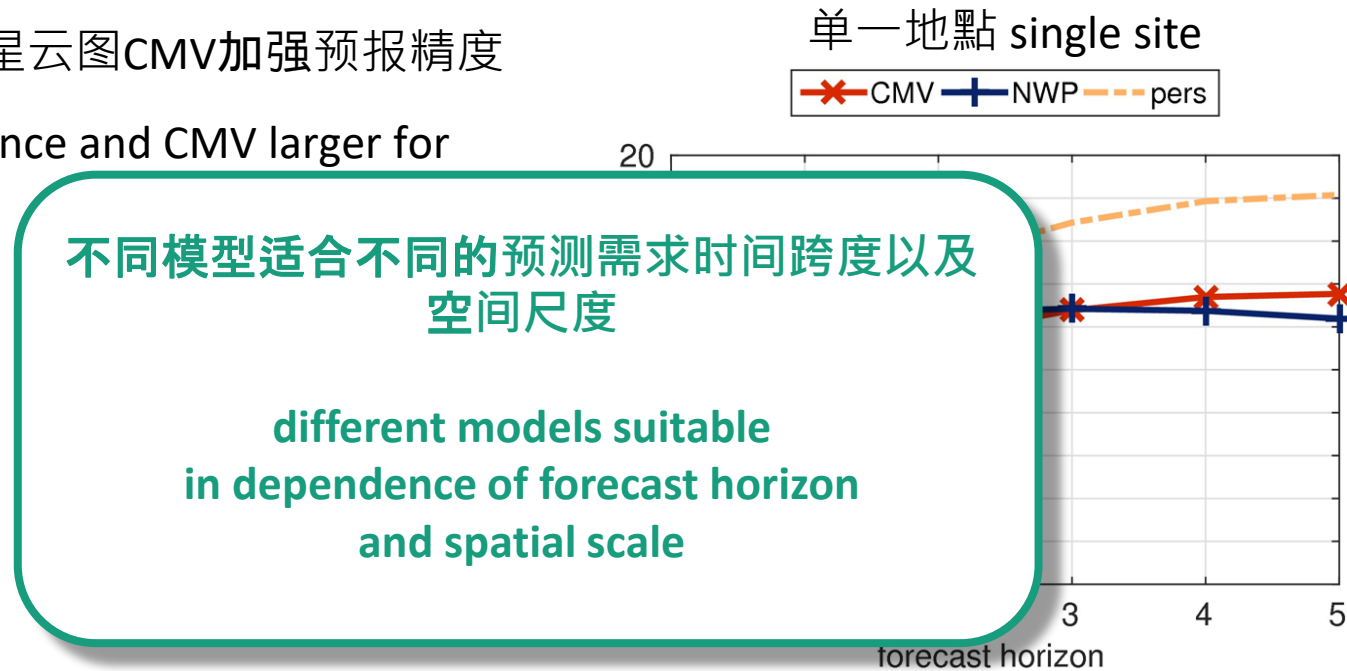 星云图CMV加强预报精度
nce and CMV larger for
单一地點 single site
CMV NWP pers
20
不同模型适合不同的预测需求时间跨度以及
空间尺度
different models suitable
in dependence of forecast horizon
and spatial scale
3 4 5
forecast horizon